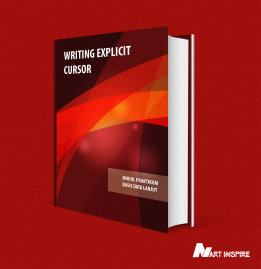 WRITING EXPLICIT
CURSOR
MODUL PRAKTIKUM
BASIS DATA LANJUT
ART INSPIRE